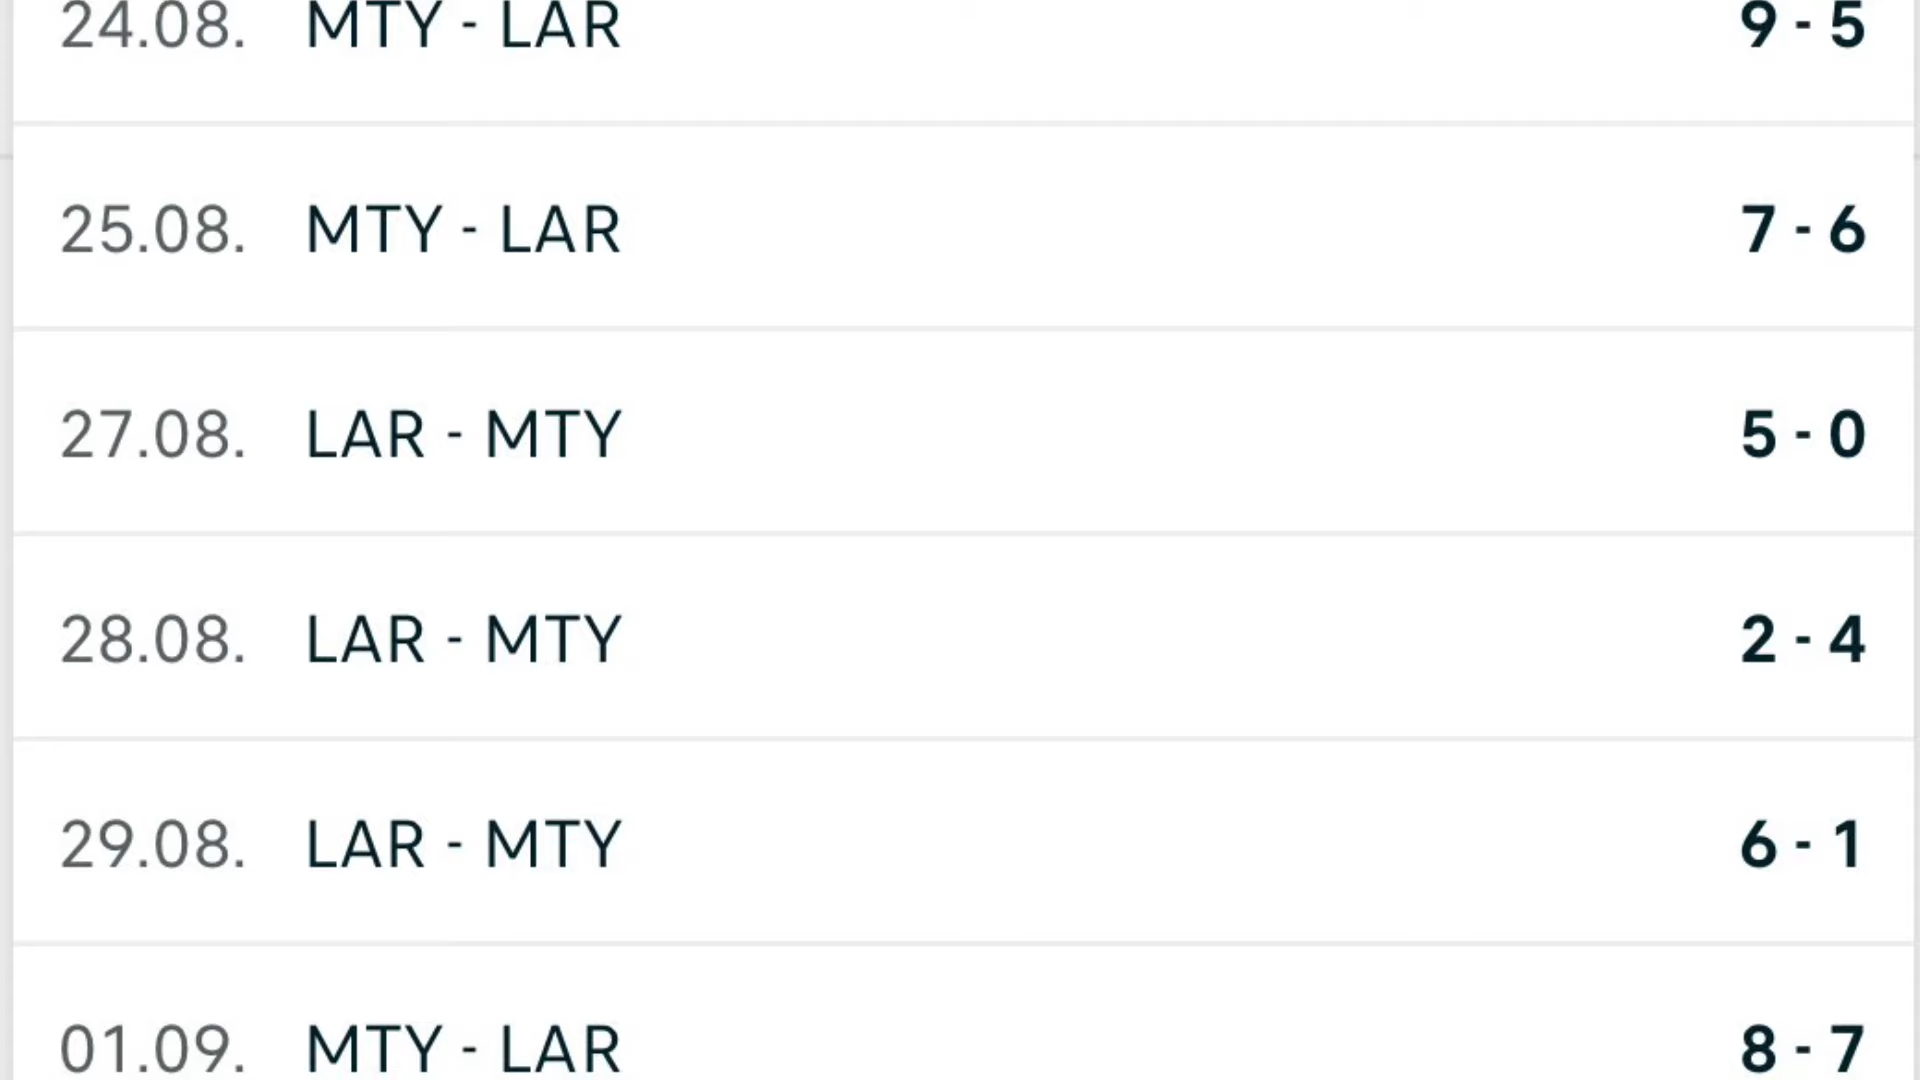 24.08. MTY - LAR 9 - 5
25.08. MTY - LAR 7 - 6
27.08. LAR - MTY 5 - 0
28.08. LAR - MTY 2 - 4
29.08. LAR - MTY 6 - 1
01.09. MTY - LAR 8 - 7